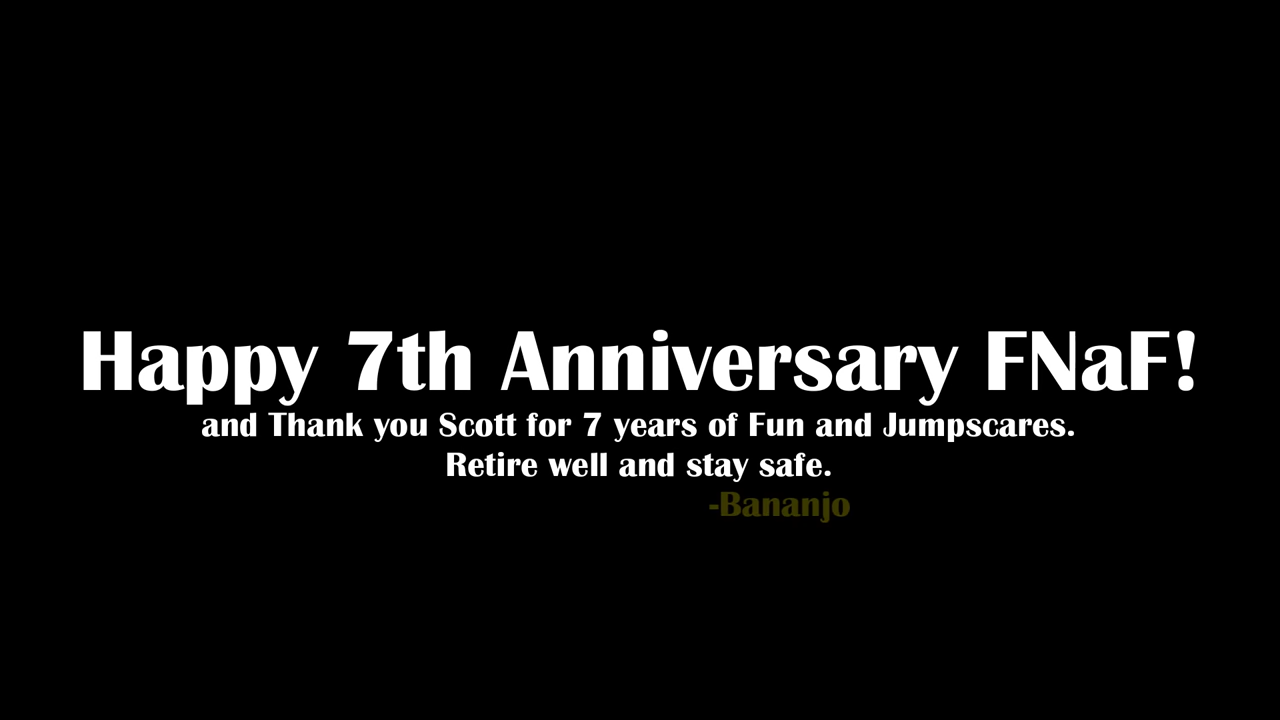 Happy 7th Anniversary FNaF!
and Thank you Scott for 7 years of Fun and Jumpscares.
Retire well and stay safe.
-Bananjo